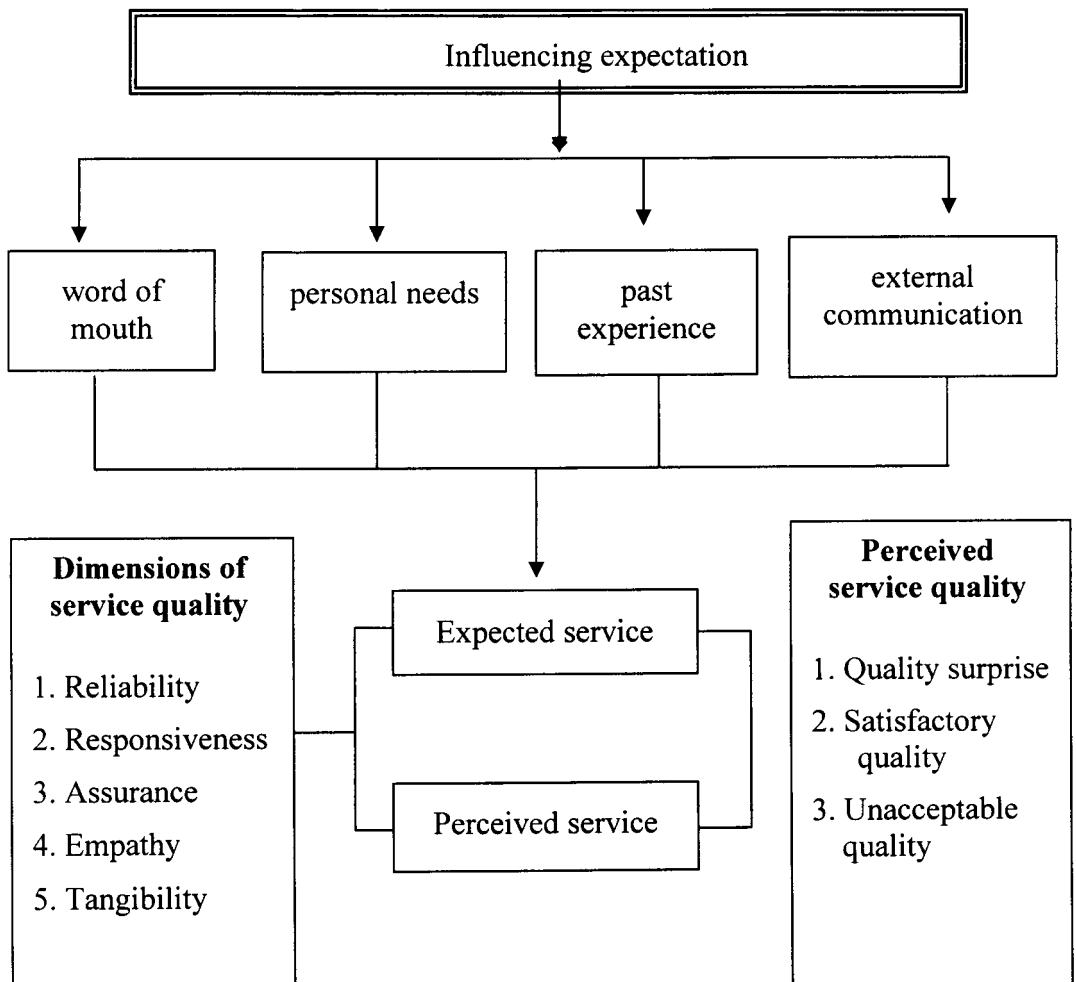 Influencing expectation
word of
mouth
personal needs
past
experience
external
communication
Dimensions of
service quality
1. Reliability
2. Responsiveness
3. Assurance
4. Empathy
5. Tangibility
Expected service
Perceived service
Perceived
service quality
1. Quality surprise
2. Satisfactory
quality
3. Unacceptable
quality